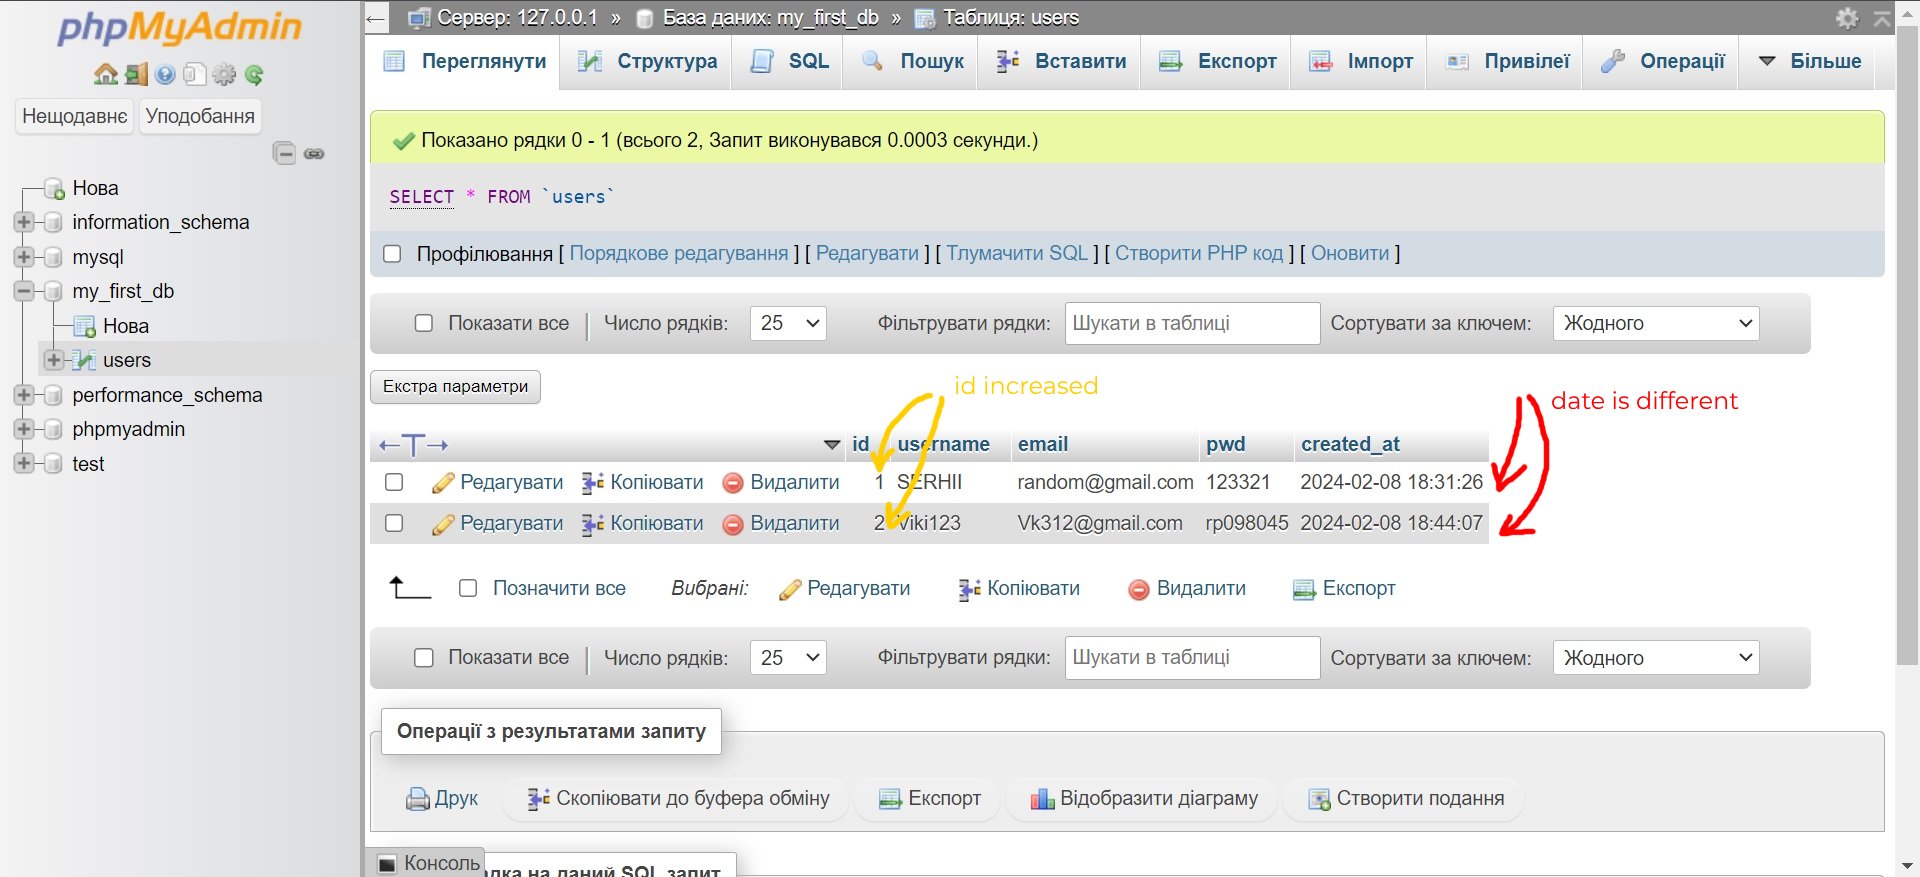 phpMyAdmin
Нещодавнє Уподобання
Нова
information_schema
mysql
my_first_db
Нова
users
performance_schema
phpmyadmin
test
Сервер: 127.0.0.1 » База даних: my_first_db » Таблиця: users
Переглянути Структура SQL Пошук Вставити Експорт Імпорт Привілеї Операції Більше
Показано рядки 0 - 1 (всього 2, Запит виконувався 0.0003 секунди.)
SELECT * FROM `users`
Профілювання [ Порядкове редагування ] [ Редагувати ] [ Тлумачити SQL ] [ Створити PHP код ] [ Оновити ]
Показати все | Число рядків: 25 Фільтрувати рядки: Шукати в таблиці Сортувати за ключем: Жодного
Екстра параметри
id increased
date is different
←T→ id username email pwd created_at
Редагувати Копіювати Видалити 1 SERHII random@gmail.com 123321 2024-02-08 18:31:26
Редагувати Копіювати Видалити 2 Viki123 Vk312@gmail.com rp098045 2024-02-08 18:44:07
Позначити все Вибрані: Редагувати Копіювати Видалити Експорт
Показати все | Число рядків: 25 Фільтрувати рядки: Шукати в таблиці Сортувати за ключем: Жодного
Операції з результатами запиту
Друк Скопіювати до буфера обміну Експорт Відобразити діаграму Створити подання
Консоль
на даний SQL запит